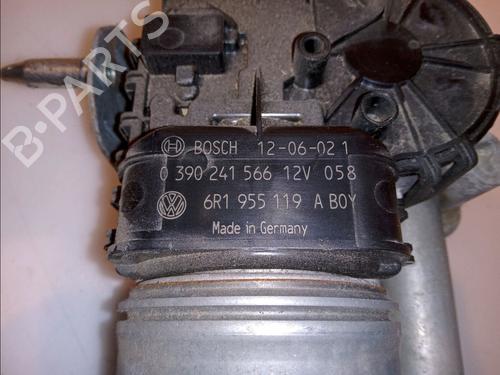 B-PARTS
BOSCH 12-06-02 1
0 390 241 566 12V 058
6R1 955 119 A BOY
Made in Germany